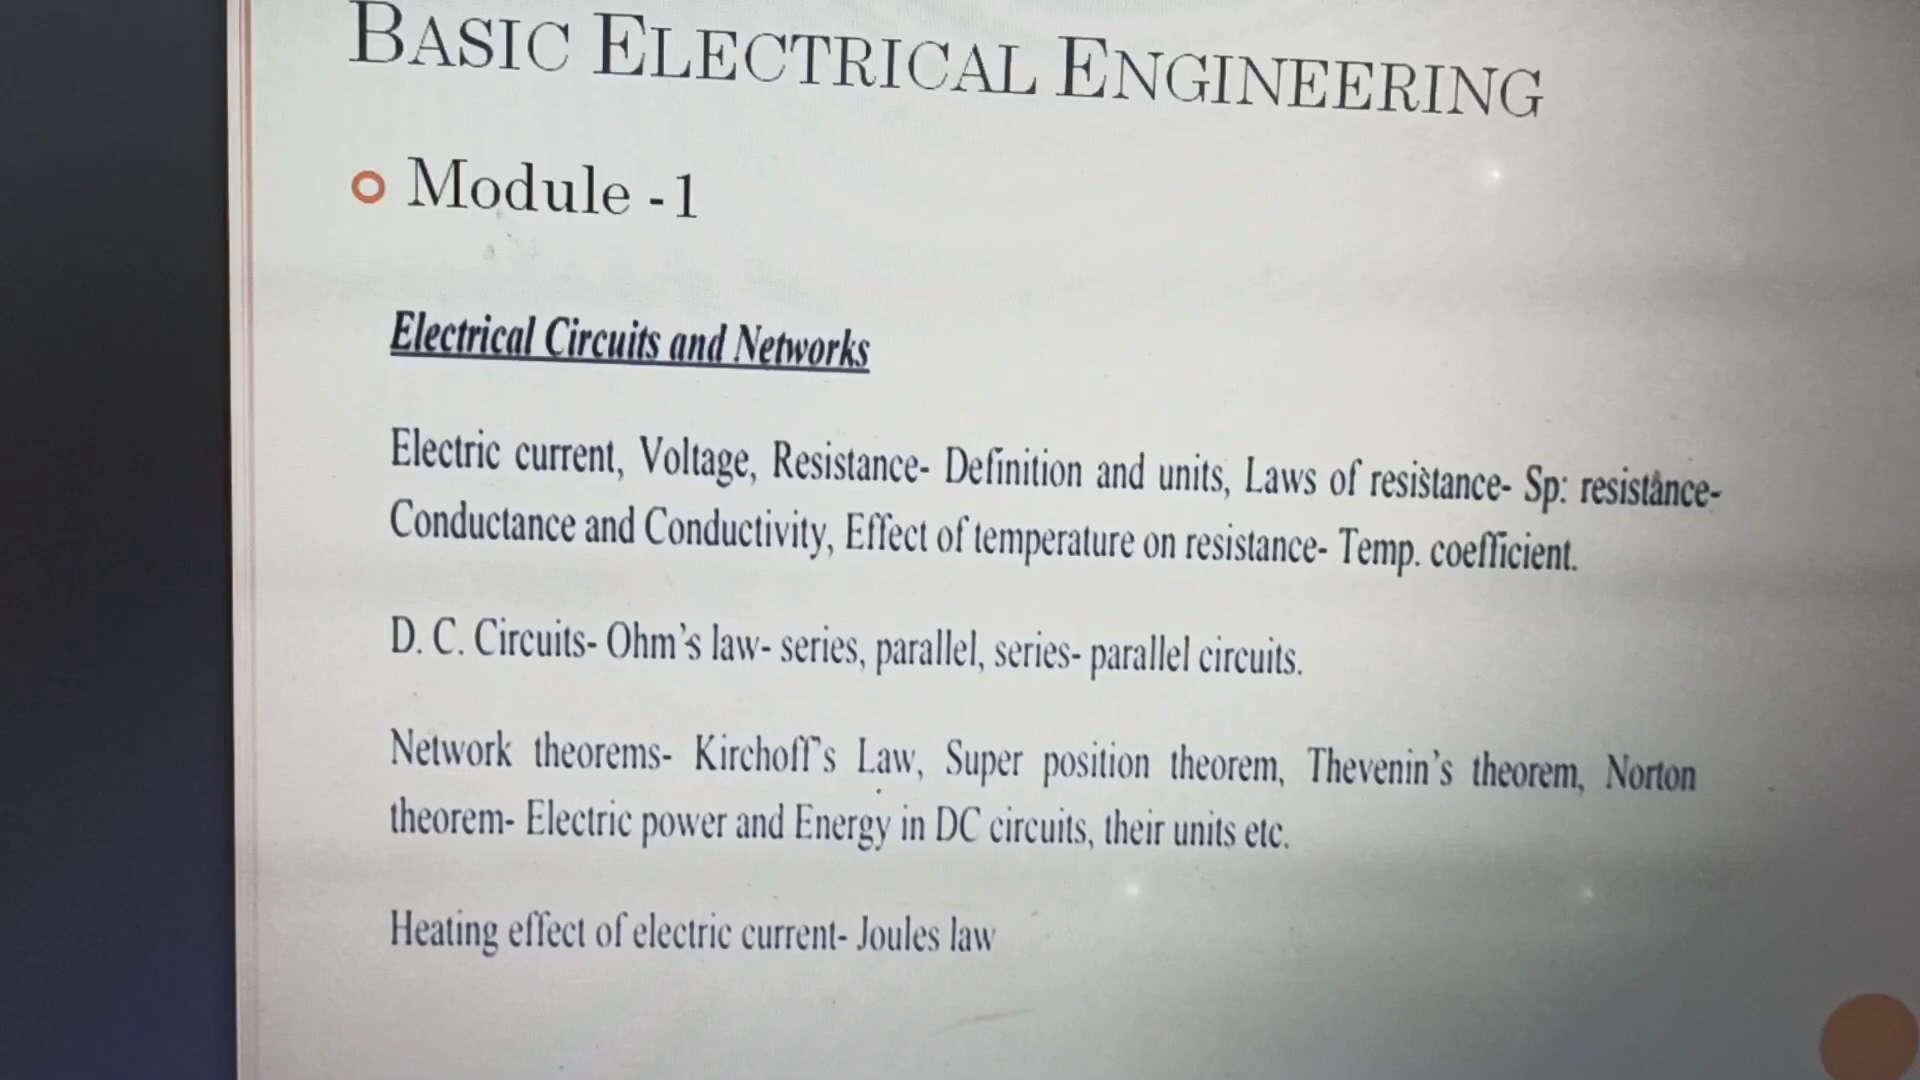 BASIC ELECTRICAL ENGINEERING
Module -1
Electrical Circuits and Networks
Electric current, Voltage, Resistance- Definition and units, Laws of resistance- Sp: resistance-
Conductance and Conductivity, Effect of temperature on resistance- Temp. coefficient.
D. C. Circuits- Ohm's law- series, parallel, series- parallel circuits.
Network theorems- Kirchoff's Law, Super position theorem, Thevenin's theorem, Norton
theorem- Electric power and Energy in DC circuits, their units etc.
Heating effect of electric current- Joules law